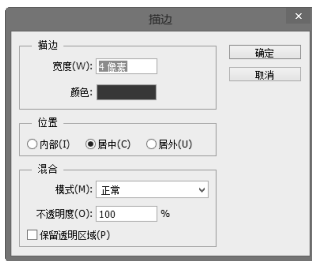 描边
描边
宽度(W): 4 像素
颜色:
确定
取消
位置
内部(I) 居中(C) 居外(U)
混合
模式(M): 正常
不透明度(O): 100 %
保留透明区域(P)